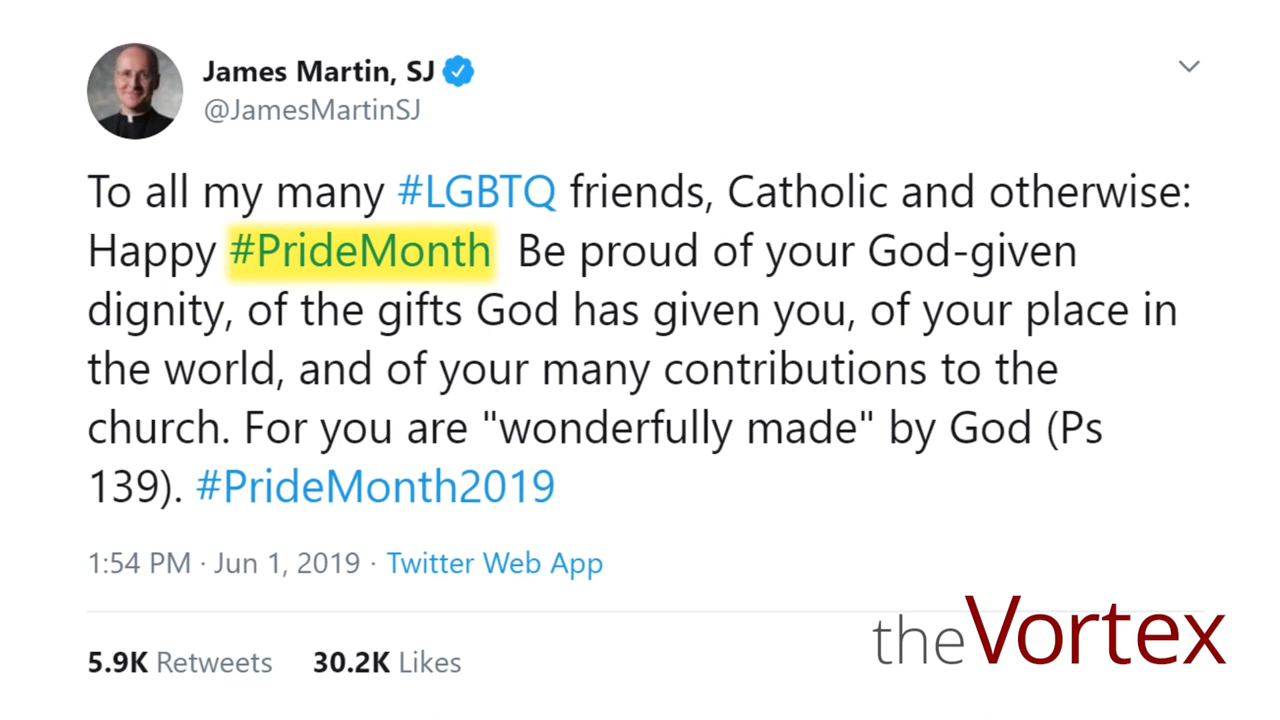 James Martin, SJ
@JamesMartinSJ
To all my many #LGBTQ friends, Catholic and otherwise:
Happy #PrideMonth Be proud of your God-given
dignity, of the gifts God has given you, of your place in
the world, and of your many contributions to the
church. For you are "wonderfully made" by God (Ps
139). #PrideMonth2019
1:54 PM · Jun 1, 2019 · Twitter Web App
5.9K Retweets 30.2K Likes
theVortex